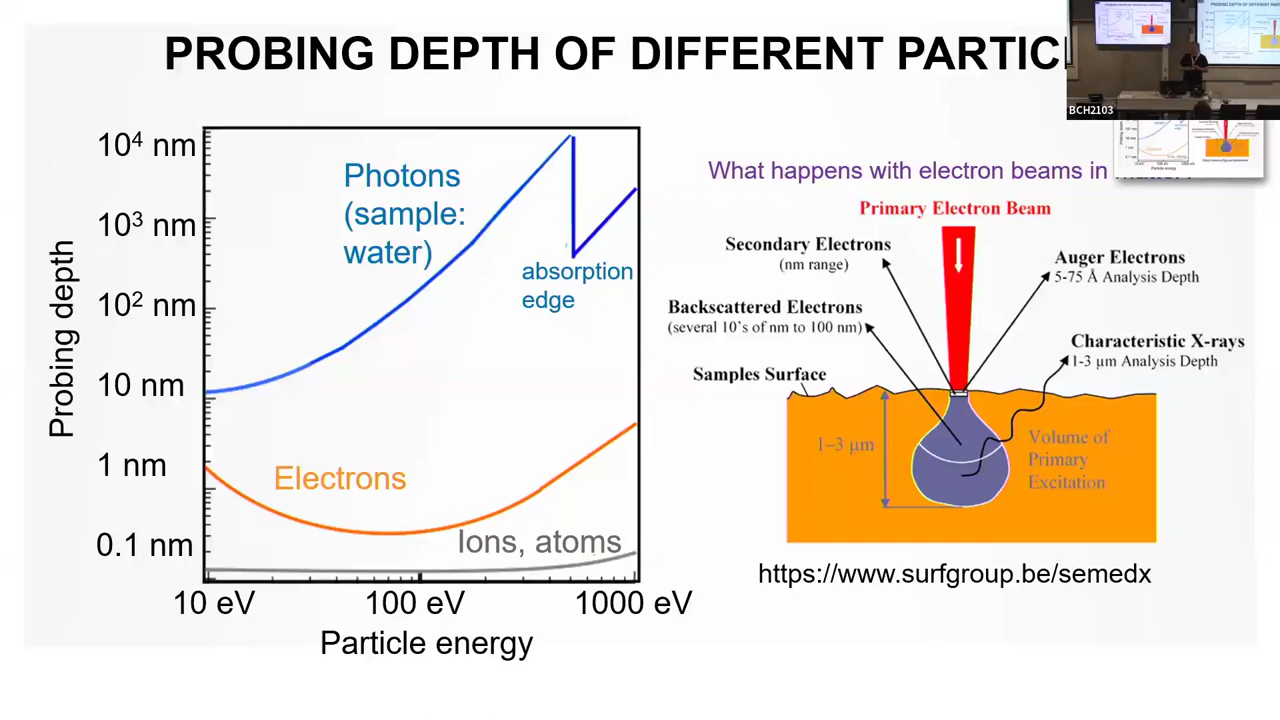 PROBING DEPTH OF DIFFERENT
BCH2103
10⁴ nm
10³ nm
10² nm
10 nm
1 nm
0.1 nm
Probing depth
Photons
(sample:
water)
absorption
edge
Electrons
Ions, atoms
10 eV
100 eV
1000 eV
Particle energy
What happens with electron beams in
Primary Electron Beam
Secondary Electrons
(nm range)
Auger Electrons
5-75 Å Analysis Depth
Backscattered Electrons
(several 10's of nm to 100 nm)
Characteristic X-rays
1-3 µm Analysis Depth
Samples Surface
1–3 µm
Volume of
Primary
Excitation
https://www.surfgroup.be/semedx